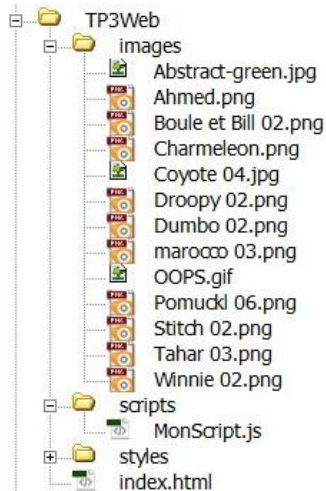 TP3Web
images
Abstract-green.jpg
Ahmed.png
Boule et Bill 02.png
Charmeleon.png
Coyote 04.jpg
Droopy 02.png
Dumbo 02.png
marocco 03.png
OOPS.gif
Pomuckl 06.png
Stitch 02.png
Tahar 03.png
Winnie 02.png
scripts
MonScript.js
styles
index.html